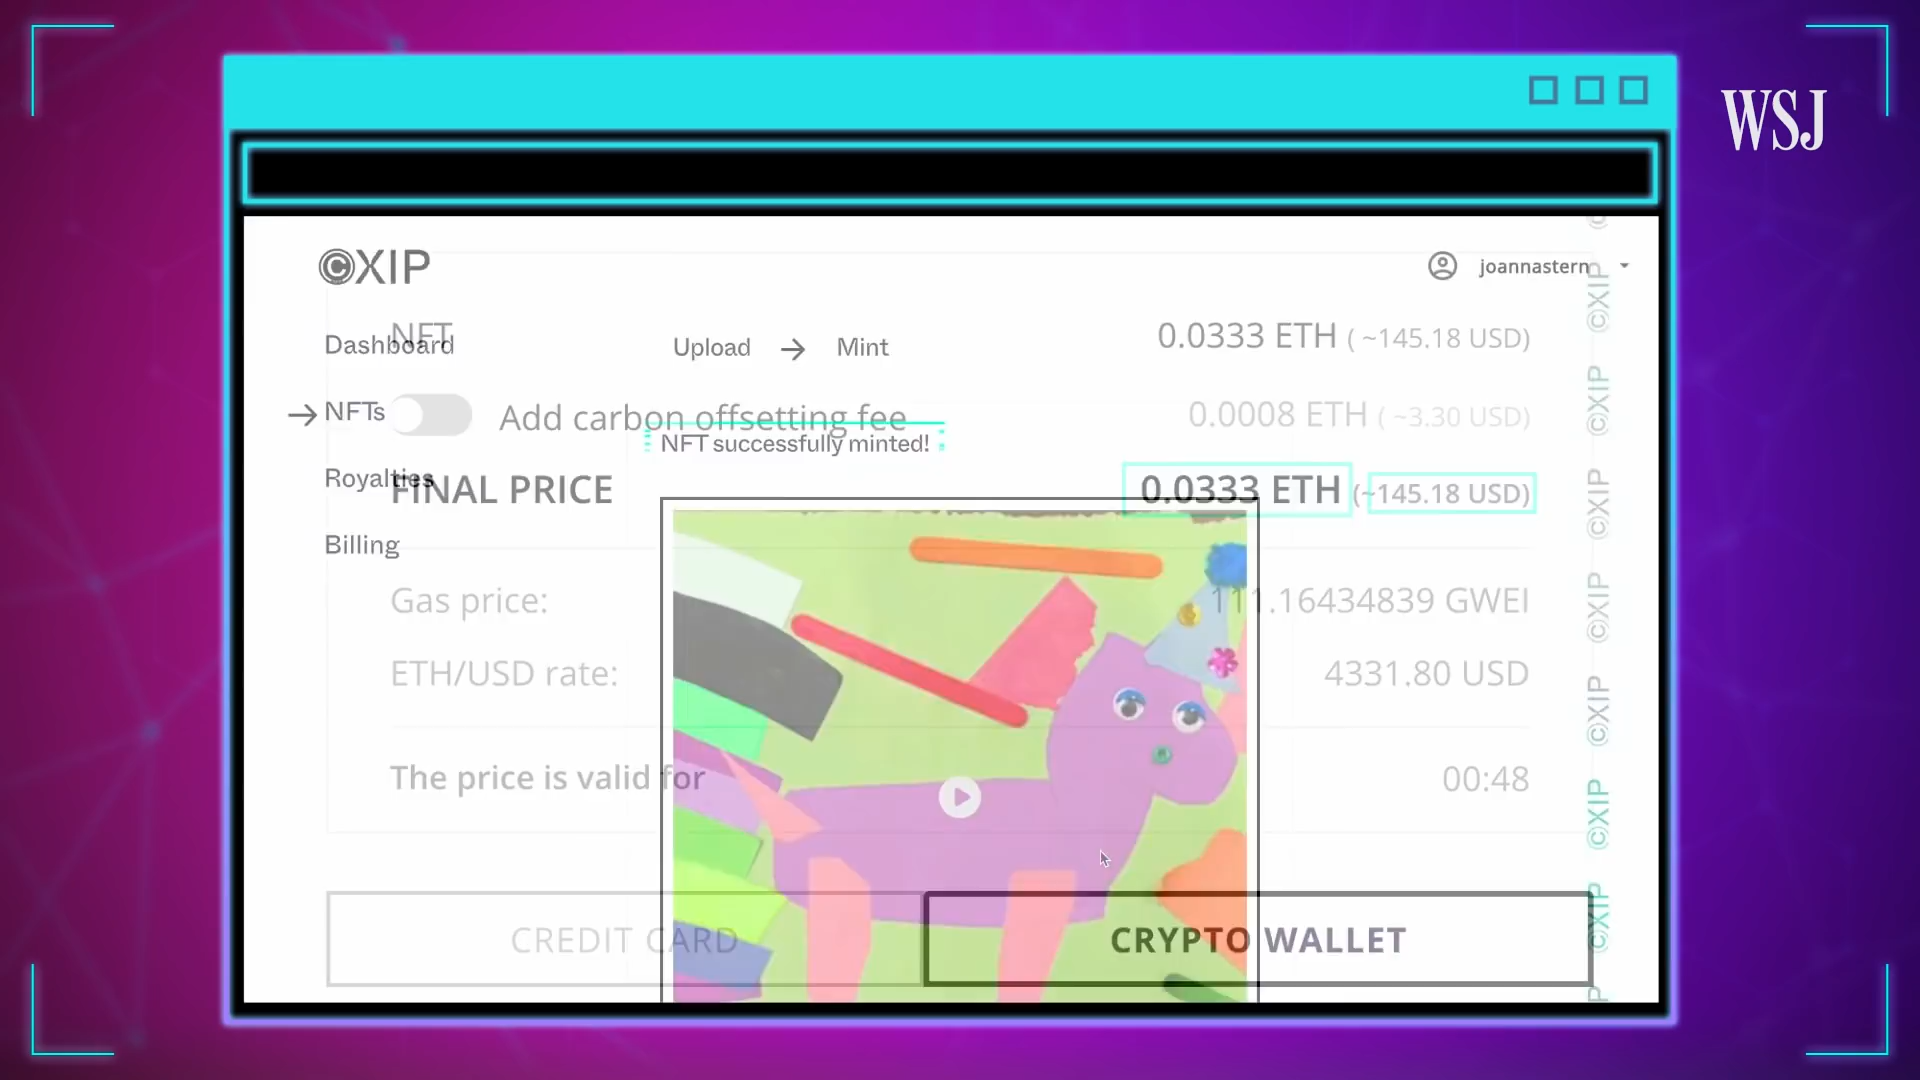 WSJ
©XIP
joannastern
Dashboard
NFT
Upload → Mint
0.0333 ETH ( ~145.18 USD)
→ NFTs
Add carbon offsetting fee
0.0008 ETH ( ~3.30 USD)
NFT successfully minted!
Royalties
FINAL PRICE
0.0333 ETH (~145.18 USD)
Billing
Gas price:
111.16434839 GWEI
ETH/USD rate:
4331.80 USD
The price is valid for
00:48
CREDIT CARD
CRYPTO WALLET
©XIP
©XIP
©XIP
©XIP
©XIP
©XIP
©XIP